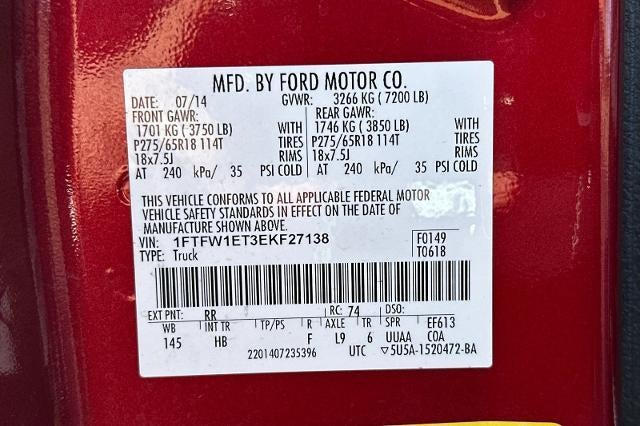 MFD. BY FORD MOTOR CO.
DATE: 07/14 GVWR: 3266 KG ( 7200 LB)
FRONT GAWR: REAR GAWR:
1701 KG ( 3750 LB) WITH 1746 KG ( 3850 LB) WITH
P275/65R18 114T TIRES P275/65R18 114T TIRES
18x7.5J RIMS 18x7.5J RIMS
AT 240 kPa/ 35 PSI COLD AT 240 kPa/ 35 PSI COLD
THIS VEHICLE CONFORMS TO ALL APPLICABLE FEDERAL MOTOR
VEHICLE SAFETY STANDARDS IN EFFECT ON THE DATE OF
MANUFACTURE SHOWN ABOVE.
VIN: 1FTFW1ET3EKF27138 F0149
TYPE: Truck T0618
EXT PNT: RR RC: 74 DSO:
WB INT TR TP/PS R AXLE TR SPR EF613
145 HB F L9 6 UUAA COA
2201407235396 UTC ▽5U5A-1520472-BA